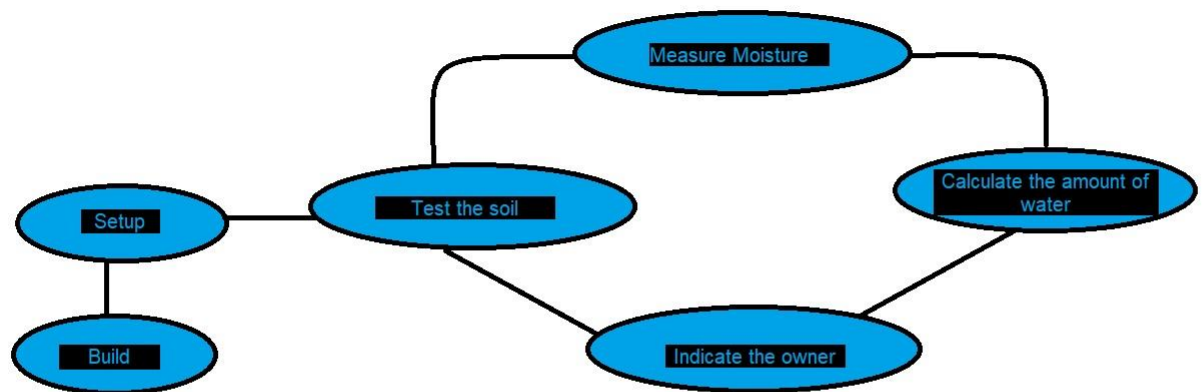 Measure Moisture
Calculate the amount of
water
Test the soil
Setup
Build
Indicate the owner